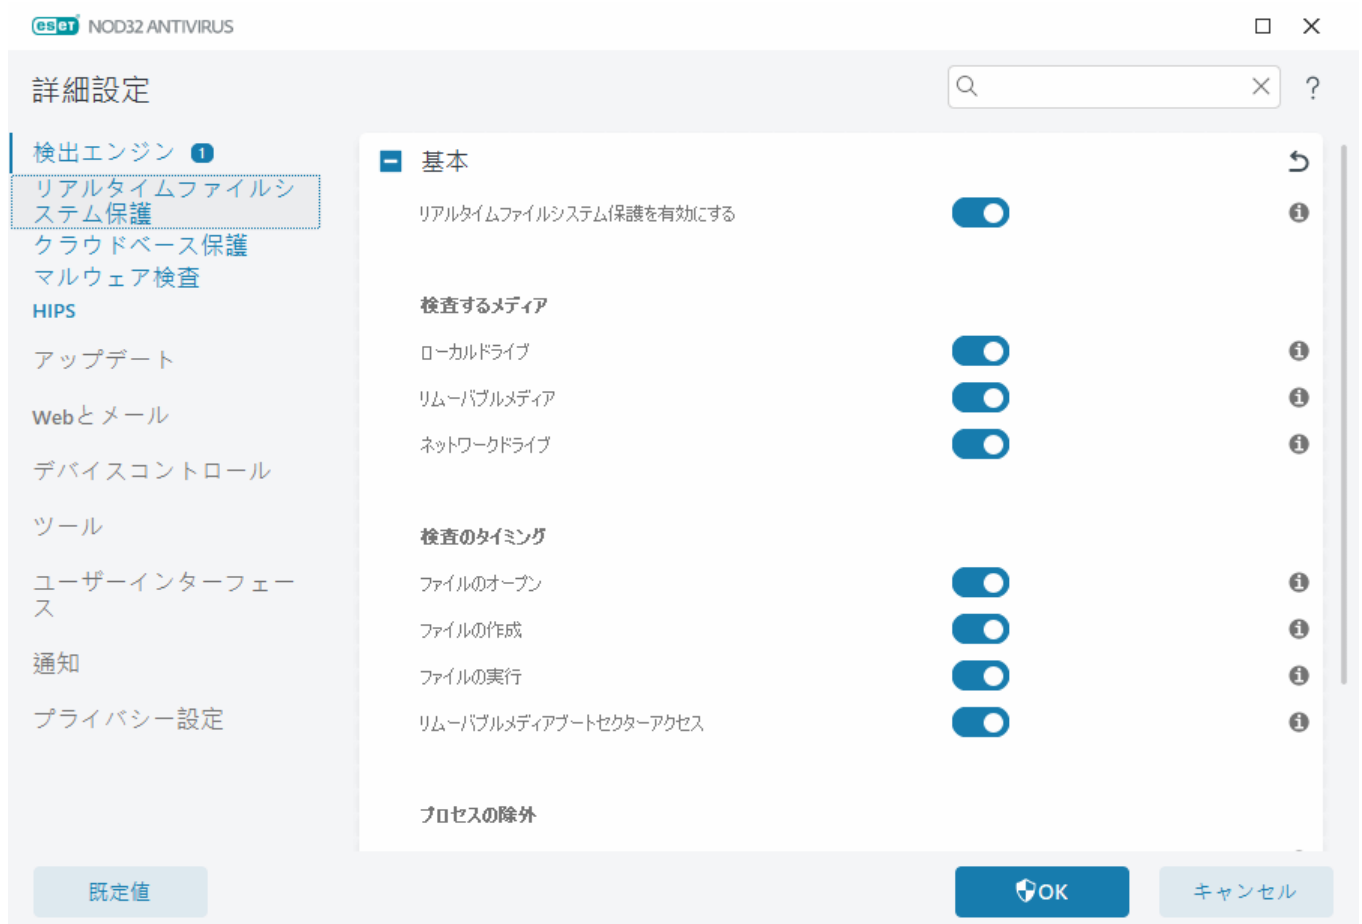 eset NOD32 ANTIVIRUS
詳細設定
?
検出エンジン 1
リアルタイムファイルシ
ステム保護
クラウドベース保護
マルウェア検査
HIPS
アップデート
Webとメール
デバイスコントロール
ツール
ユーザーインターフェー
ス
通知
プライバシー設定
基本
リアルタイムファイルシステム保護を有効にする
検査するメディア
ローカルドライブ
リムーバブルメディア
ネットワークドライブ
検査のタイミング
ファイルのオープン
ファイルの作成
ファイルの実行
リムーバブルメディアブートセクターアクセス
プロセスの除外
既定値
OK
キャンセル